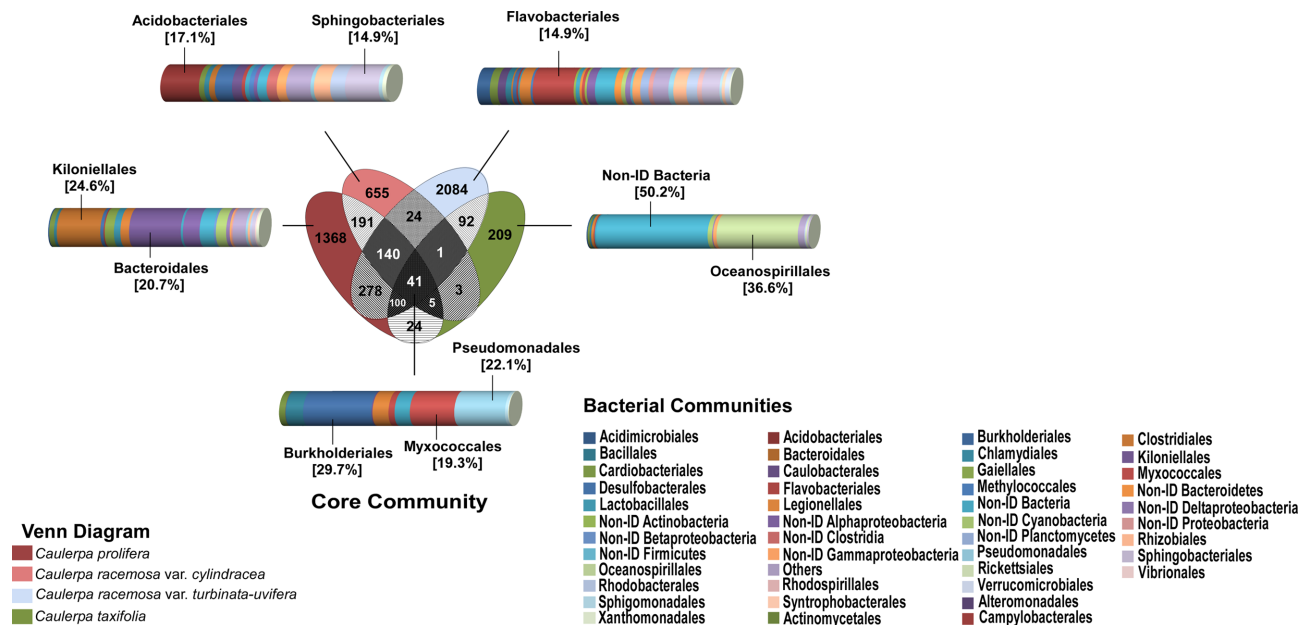 Acidobacteriales
[17.1%]
Sphingobacteriales
[14.9%]
Flavobacteriales
[14.9%]
Kiloniellales
[24.6%]
Bacteroidales
[20.7%]
Non-ID Bacteria
[50.2%]
Oceanospirillales
[36.6%]
655
2084
191
24
92
1368
209
140
1
41
278
3
100
5
24
Pseudomonadales
[22.1%]
Burkholderiales
[29.7%]
Myxococcales
[19.3%]
Core Community
Venn Diagram
Caulerpa prolifera
Caulerpa racemosa var. cylindracea
Caulerpa racemosa var. turbinata-uvifera
Caulerpa taxifolia
Bacterial Communities
Acidimicrobiales
Bacillales
Cardiobacteriales
Desulfobacterales
Lactobacillales
Non-ID Actinobacteria
Non-ID Betaproteobacteria
Non-ID Firmicutes
Oceanospirillales
Rhodobacterales
Sphigomonadales
Xanthomonadales
Acidobacteriales
Bacteroidales
Caulobacterales
Flavobacteriales
Legionellales
Non-ID Alphaproteobacteria
Non-ID Clostridia
Non-ID Gammaproteobacteria
Others
Rhodospirillales
Syntrophobacterales
Actinomycetales
Burkholderiales
Chlamydiales
Gaiellales
Methylococcales
Non-ID Bacteria
Non-ID Cyanobacteria
Non-ID Planctomycetes
Pseudomonadales
Rickettsiales
Verrucomicrobiales
Alteromonadales
Campylobacterales
Clostridiales
Kiloniellales
Myxococcales
Non-ID Bacteroidetes
Non-ID Deltaproteobacteria
Non-ID Proteobacteria
Rhizobiales
Sphingobacteriales
Vibrionales